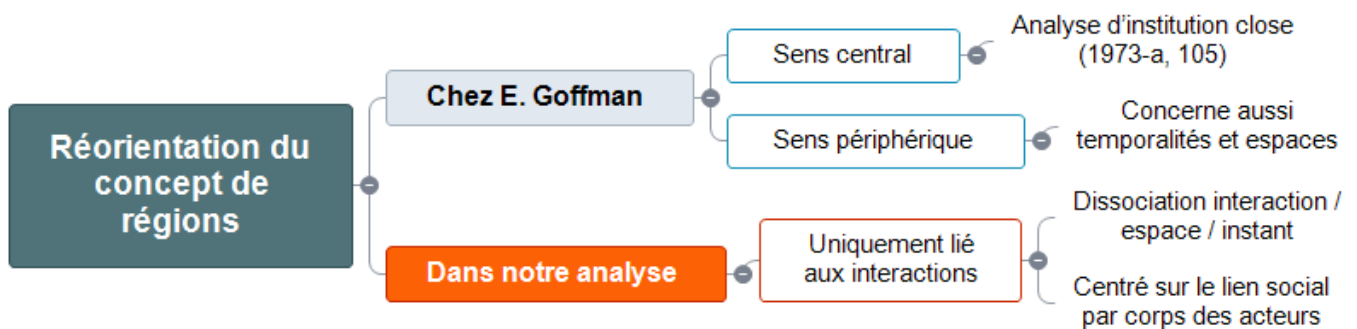 Réorientation du
concept de
régions
Chez E. Goffman
Sens central
Analyse d’institution close
(1973-a, 105)
Sens périphérique
Concerne aussi
temporalités et espaces
Dans notre analyse
Uniquement lié
aux interactions
Dissociation interaction /
espace / instant
Centré sur le lien social
par corps des acteurs